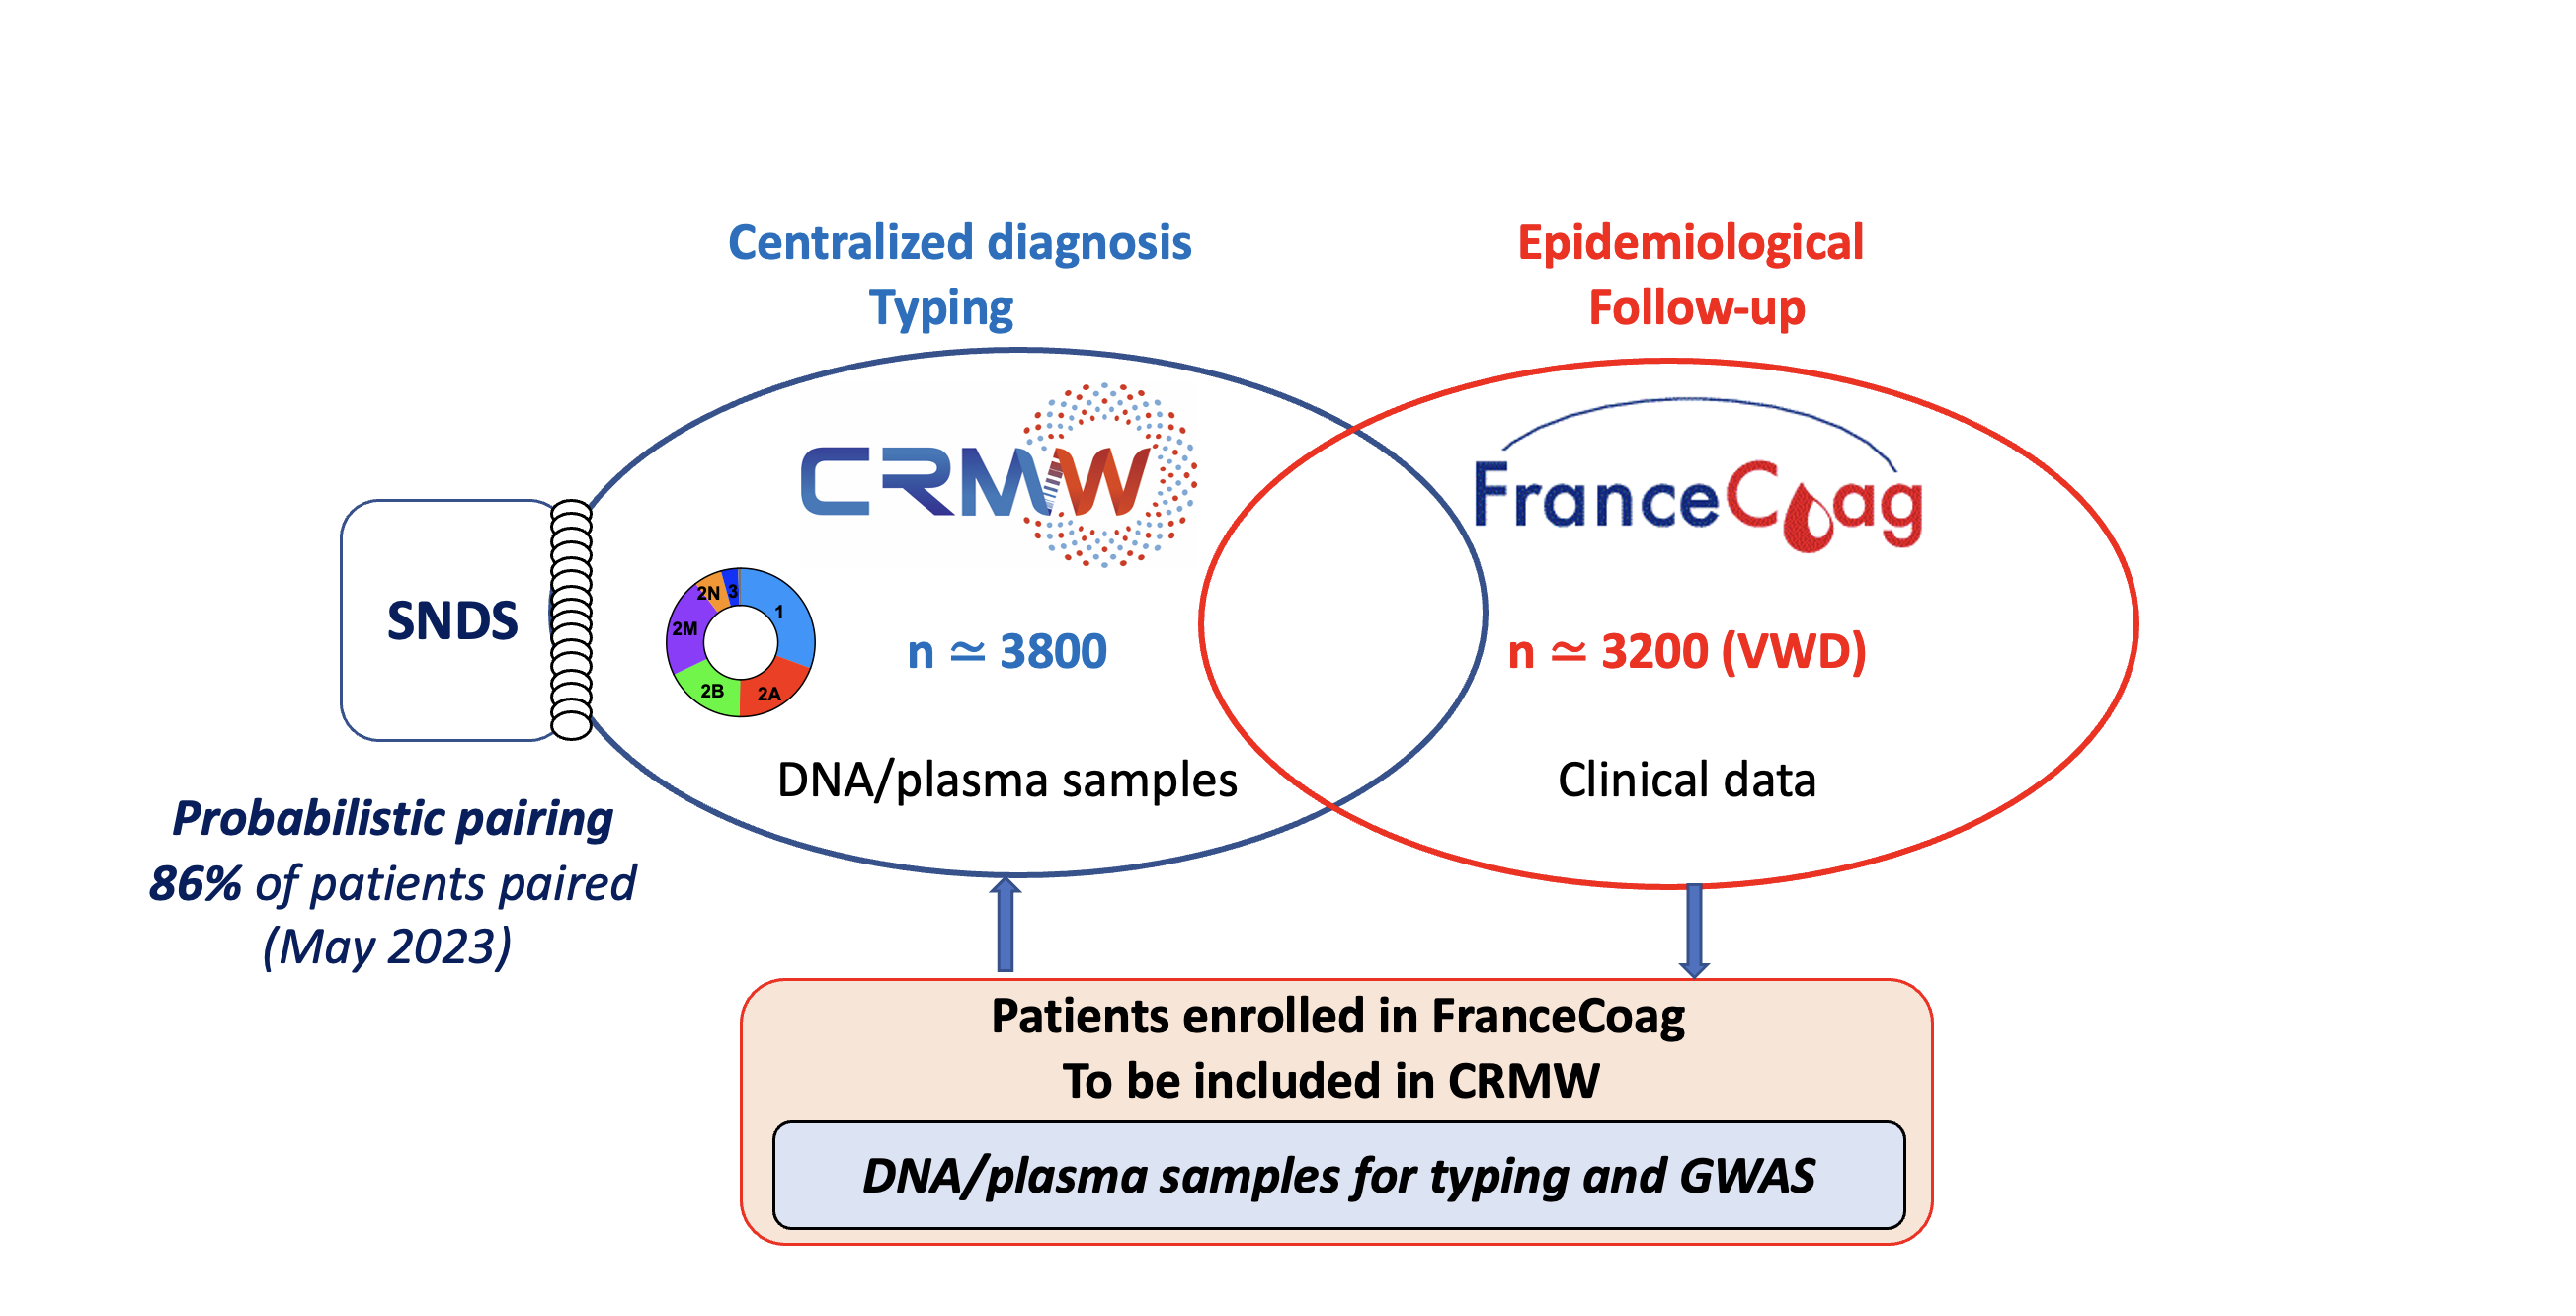 Centralized diagnosis
Typing
Epidemiological
Follow-up
CRMW
FranceCoag
SNDS
2N
3
1
2M
2B
2A
n ≃ 3800
n ≃ 3200 (VWD)
DNA/plasma samples
Clinical data
Probabilistic pairing
86% of patients paired
(May 2023)
Patients enrolled in FranceCoag
To be included in CRMW
DNA/plasma samples for typing and GWAS